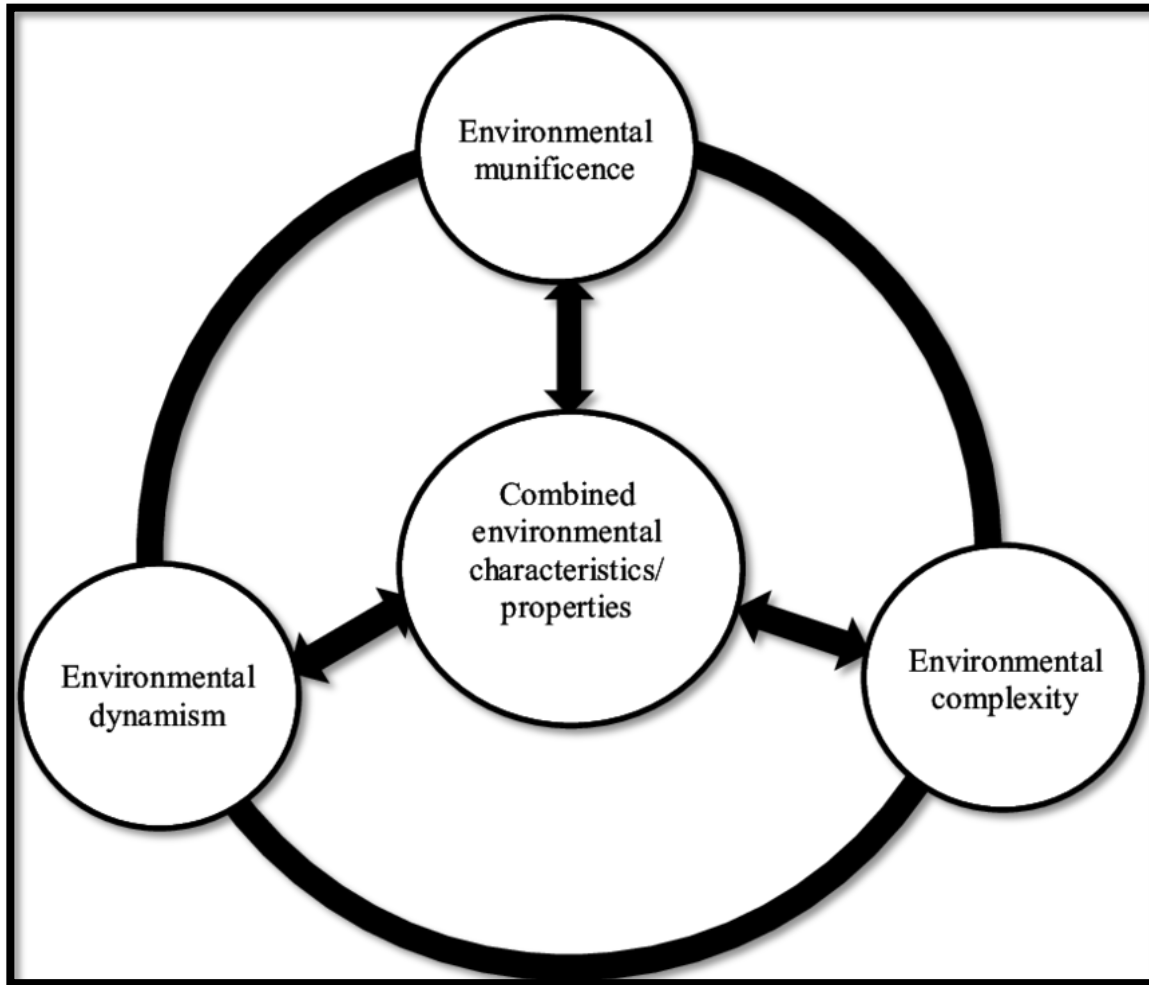 Environmental
munificence
Combined
environmental
characteristics/
properties
Environmental
dynamism
Environmental
complexity